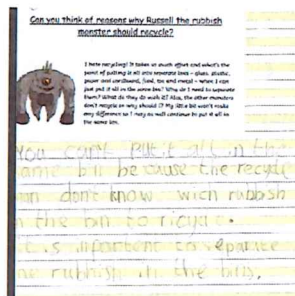 Can you think of reasons why Russell the rubbish
monster should recycle?
I hate recycling! It takes so much effort and what's the
point of putting it all into separate bins – glass, plastic,
paper and cardboard, food, tin and metal – when I can
just put it all in the same bin? Why do I need to separate
them? What do they do with it? Also, the other monsters
don't recycle so why should I? My little bit won't make
any difference so I may as well continue to put it all in
the same bin.
You can't put it all in the
same bin because the recycle
man don't know wich rubbish
in the bin to ricycle.
it is inportent to separate
the rubbish in the bins.